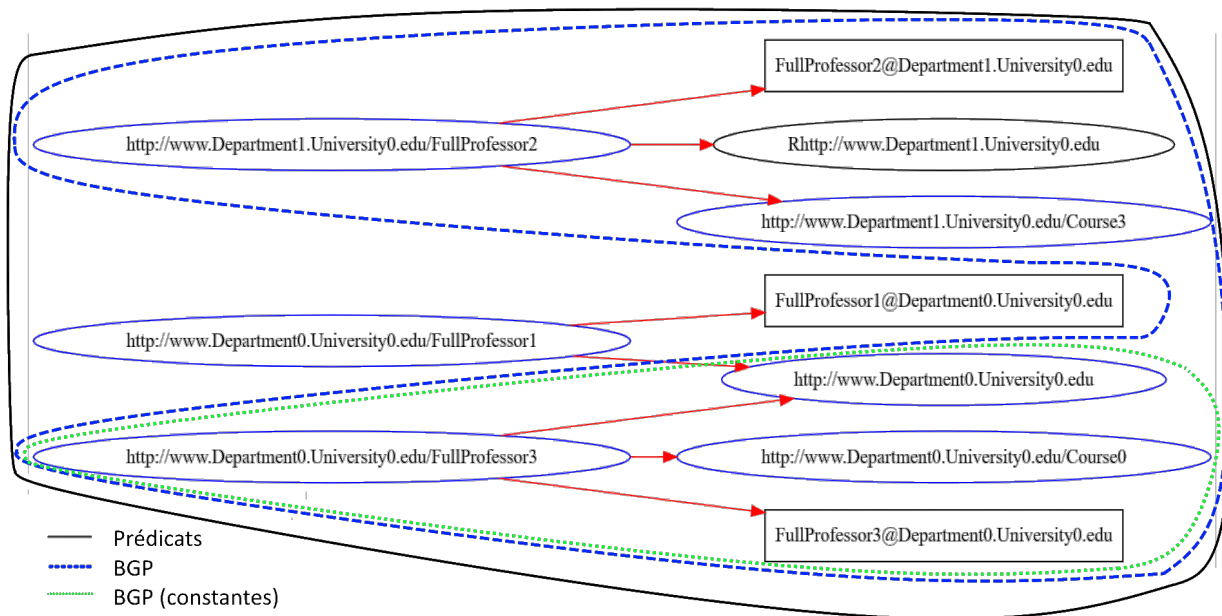 FullProfessor2@Department1.University0.edu
http://www.Department1.University0.edu/FullProfessor2
Rhttp://www.Department1.University0.edu
http://www.Department1.University0.edu/Course3
FullProfessor1@Department0.University0.edu
http://www.Department0.University0.edu/FullProfessor1
http://www.Department0.University0.edu
http://www.Department0.University0.edu/FullProfessor3
http://www.Department0.University0.edu/Course0
FullProfessor3@Department0.University0.edu
Prédicats
BGP
BGP (constantes)